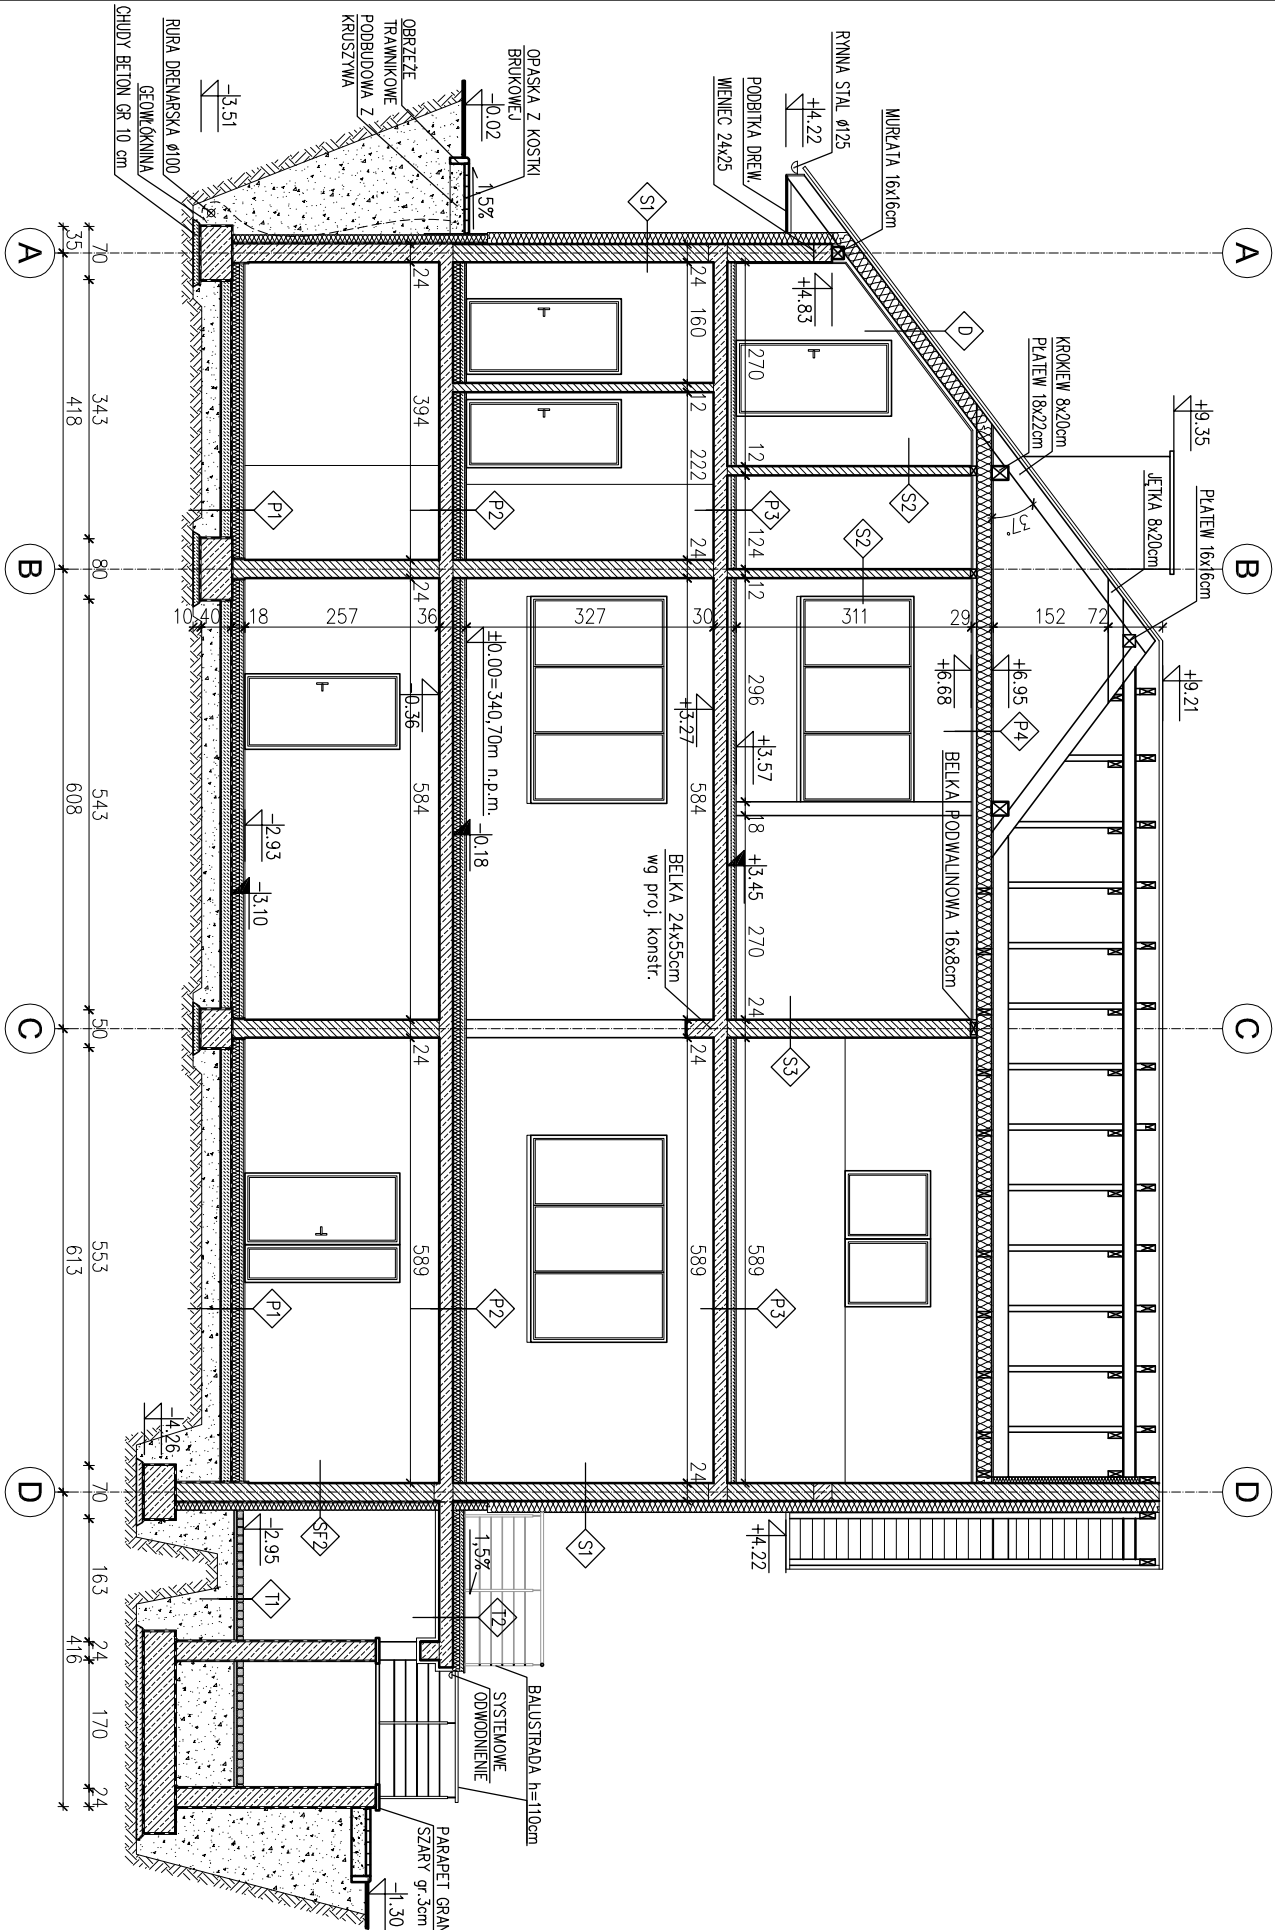 A
B
C
D
RYNNA STAL ø125
+4.22
MURŁATA 16x16cm
PODBITKA DREW.
WIENIEC 24x25
OPASKA Z KOSTKI
BRUKOWEJ
-0.02
1,5%
OBRZEŻE
TRAWNIKOWE
PODBUDOWA Z
KRUSZYWA
-3.51
RURA DRENARSKA ø100
GEOWŁÓKNINA
CHUDY BETON GR 10 cm
+9.35
KROKIEW 8x20cm
PŁATEW 18x22cm
JĘTKA 8x20cm
PŁATEW 16x16cm
+9.21
37°
D
+4.83
S1
S2
S2
P4
+6.95
+6.68
BELKA PODWALINOWA 16x8cm
10
40
18
257
36
327
30
311
29
152
72
270
12
124
12
296
18
270
24
589
+3.57
+3.45
+3.27
BELKA 24x55cm
wg proj. konstr.
S3
P3
P3
24
160
12
222
24
584
24
589
24
±0.00=340,70m n.p.m.
-0.18
-0.36
P2
P2
24
394
24
584
24
589
-2.93
-3.10
P1
P1
S1
SF2
+4.22
1,5%
-2.95
-4.26
T1
T2
BALUSTRADA h=110cm
SYSTEMOWE
ODWODNIENIE
PARAPET GRAN
SZARY gr.3cm
-1.30
70
343
80
543
50
553
70
163
24
170
24
35
418
608
613
416
A
B
C
D